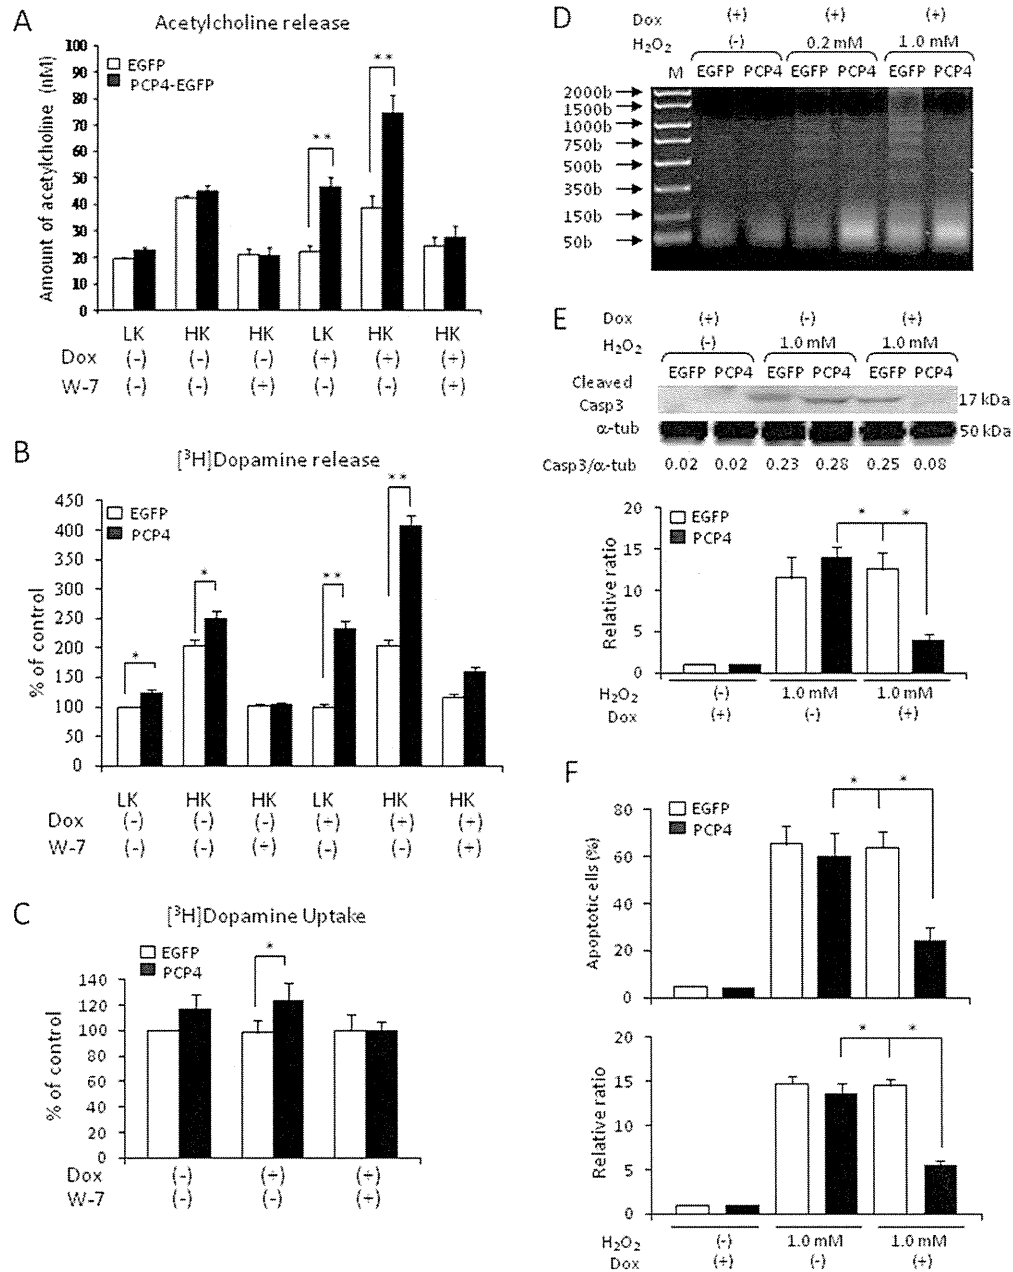 A
Acetylcholine release
Amount of acetylcholine (nM)
100
90
80
70
60
50
40
30
20
10
0
EGFP
PCP4-EGFP
**
**
LK HK HK LK HK HK
Dox (-) (-) (-) (+) (+) (+)
W-7 (-) (-) (+) (-) (-) (+)
B
[³H]Dopamine release
% of control
450
400
350
300
250
200
150
100
50
0
EGFP
PCP4
*
*
**
**
LK HK HK LK HK HK
Dox (-) (-) (-) (+) (+) (+)
W-7 (-) (-) (+) (-) (-) (+)
C
[³H]Dopamine Uptake
% of control
140
120
100
80
60
40
20
0
EGFP
PCP4
*
Dox (-) (+) (+)
W-7 (-) (-) (+)
D
Dox (+) (+) (+)
H₂O₂ (-) 0.2 mM 1.0 mM
M EGFP PCP4 EGFP PCP4 EGFP PCP4
2000b
1500b
1000b
750b
500b
350b
150b
50b
E
Dox (+) (-) (+)
H₂O₂ (-) 1.0 mM 1.0 mM
EGFP PCP4 EGFP PCP4 EGFP PCP4
Cleaved
Casp3
17 kDa
α-tub
50 kDa
Casp3/α-tub 0.02 0.02 0.23 0.28 0.25 0.08
Relative ratio
20
15
10
5
0
EGFP
PCP4
* *
H₂O₂ (-) 1.0 mM 1.0 mM
Dox (+) (-) (+)
F
Apoptotic ells (%)
80
60
40
20
0
EGFP
PCP4
* *
Relative ratio
20
15
10
5
0
* *
H₂O₂ (-) 1.0 mM 1.0 mM
Dox (+) (-) (+)